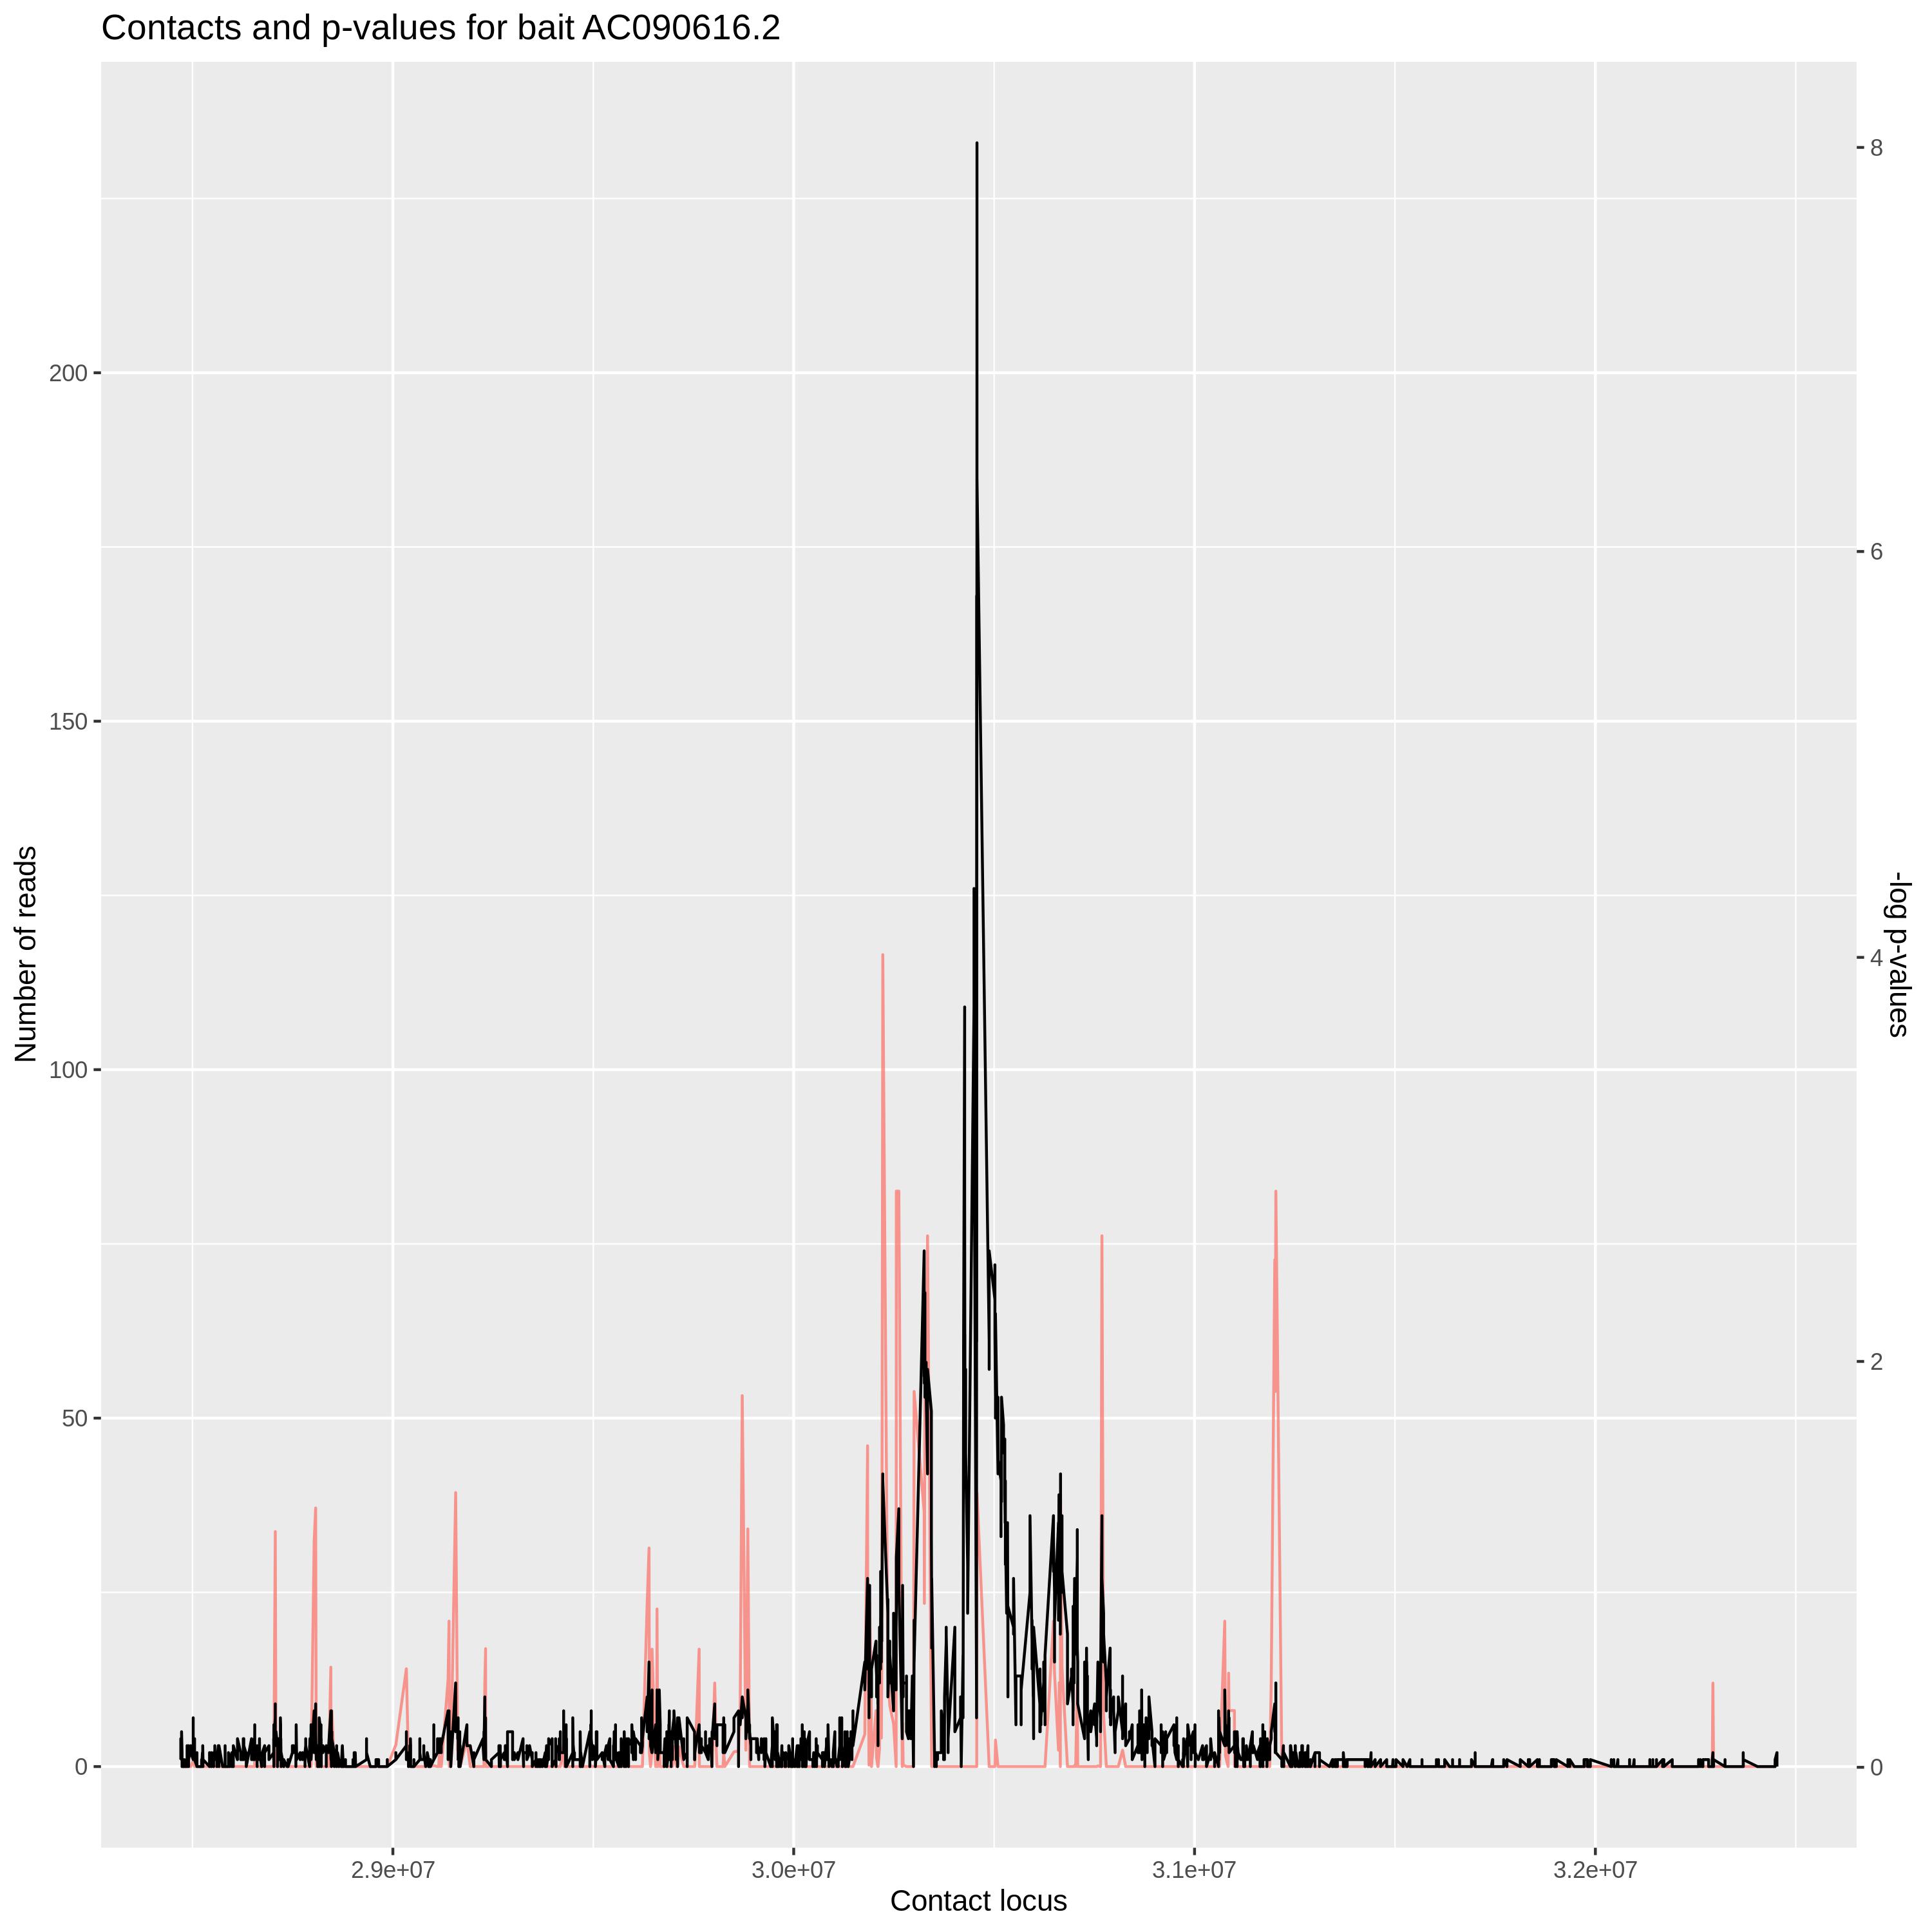 Contacts and p-values for bait AC090616.2
Number of reads
200
150
100
50
0
8
6
4
2
0
-log p-values
2.9e+07
3.0e+07
3.1e+07
3.2e+07
Contact locus